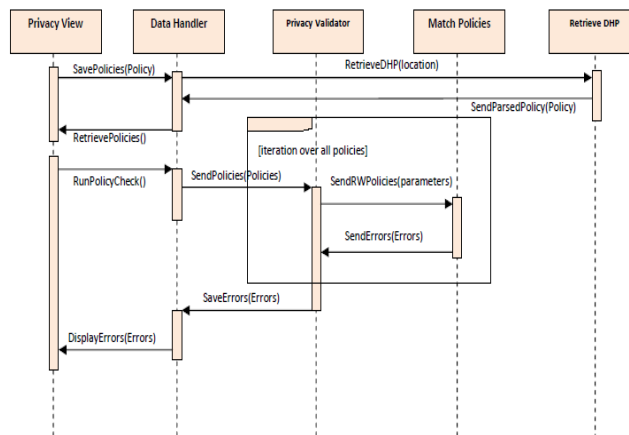 Privacy View
Data Handler
Privacy Validator
Match Policies
Retrieve DHP
SavePolicies(Policy)
RetrieveDHP(location)
SendParsedPolicy(Policy)
RetrievePolicies()
[iteration over all policies]
RunPolicyCheck()
SendPolicies(Policies)
SendRWPolicies(parameters)
SendErrors(Errors)
SaveErrors(Errors)
DisplayErrors(Errors)